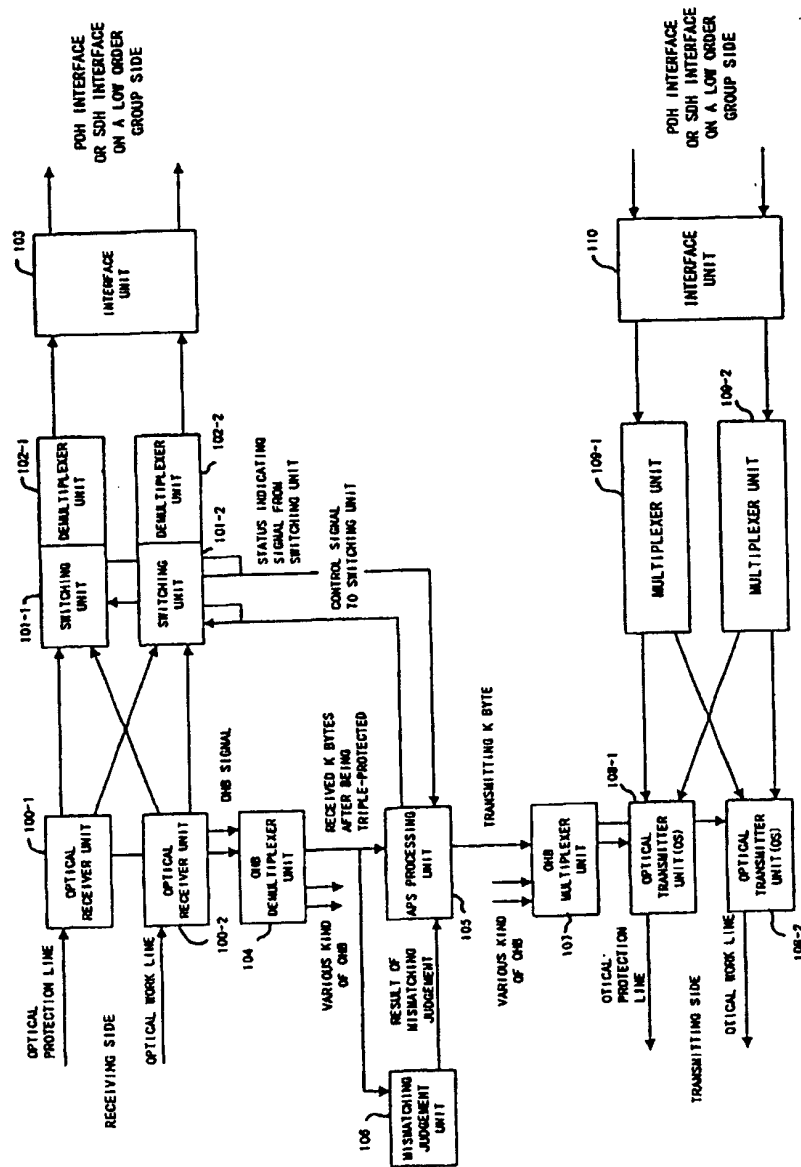 OPTICAL
PROTECTION LINE
RECEIVING SIDE
OPTICAL WORK LINE
100-1
OPTICAL
RECEIVER UNIT
OPTICAL
RECEIVER UNIT
100-2
101-1
SWITCHING
UNIT
102-1
DEMULTIPLEXER
UNIT
SWITCHING
UNIT
101-2
DEMULTIPLEXER
UNIT
102-2
103
INTERFACE
UNIT
PDH INTERFACE
OR SDH INTERFACE
ON A LOW ORDER
GROUP SIDE
STATUS INDICATING
SIGNAL FROM
SWITCHING UNIT
CONTROL SIGNAL
TO SWITCHING UNIT
OHB SIGNAL
OHB
DEMULTIPLEXER
UNIT
104
VARIOUS KIND
OF OHB
RECEIVED K BYTES
AFTER BEING
TRIPLE-PROTECTED
106
MISMATCHING
JUDGEMENT
UNIT
RESULT OF
MISMATCHING
JUDGEMENT
APS PROCESSING
UNIT
105
TRANSMITTING K BYTE
VARIOUS KIND
OF OHB
OHB
MULTIPLEXER
UNIT
107
OTICAL-
PROTECTION
LINE
TRANSMITTING SIDE
OTICAL WORK LINE
108-1
OPTICAL
TRANSMITTER
UNIT(OS)
OPTICAL
TRANSMITTER
UNIT(OS)
108-2
109-1
MULTIPLEXER UNIT
109-2
MULTIPLEXER UNIT
110
INTERFACE
UNIT
PDH INTERFACE
OR SDH INTERFACE
ON A LOW ORDER
GROUP SIDE